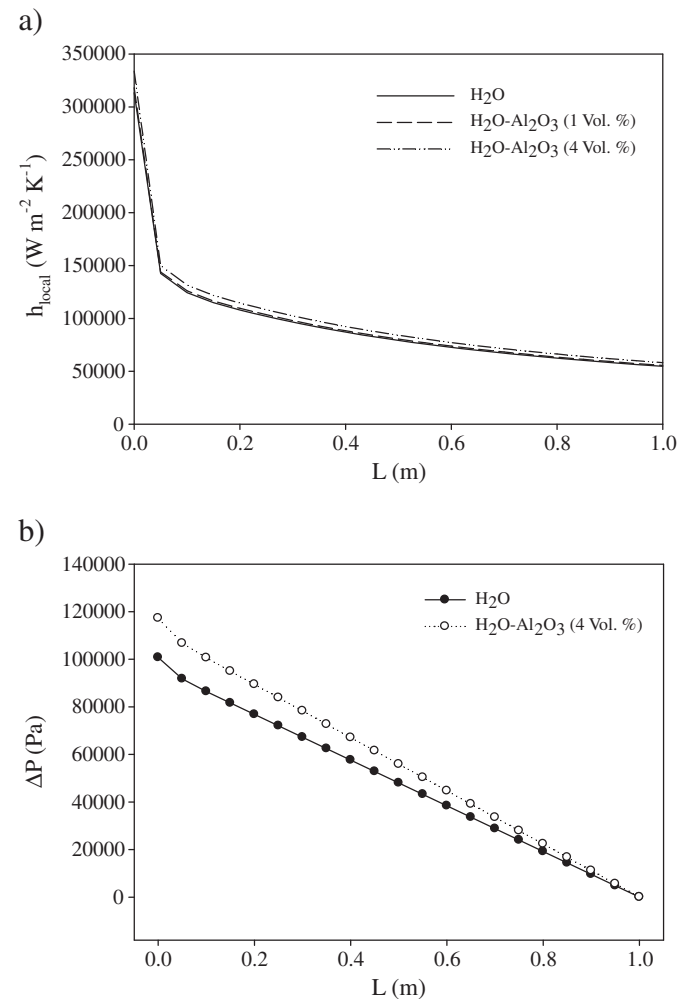 a)
350000
300000
250000
200000
150000
100000
50000
0
h_local (W m⁻² K⁻¹)
H₂O
H₂O-Al₂O₃ (1 Vol. %)
H₂O-Al₂O₃ (4 Vol. %)
0.0 0.2 0.4 0.6 0.8 1.0
L (m)
b)
140000
120000
100000
80000
60000
40000
20000
0
ΔP (Pa)
H₂O
H₂O-Al₂O₃ (4 Vol. %)
0.0 0.2 0.4 0.6 0.8 1.0
L (m)